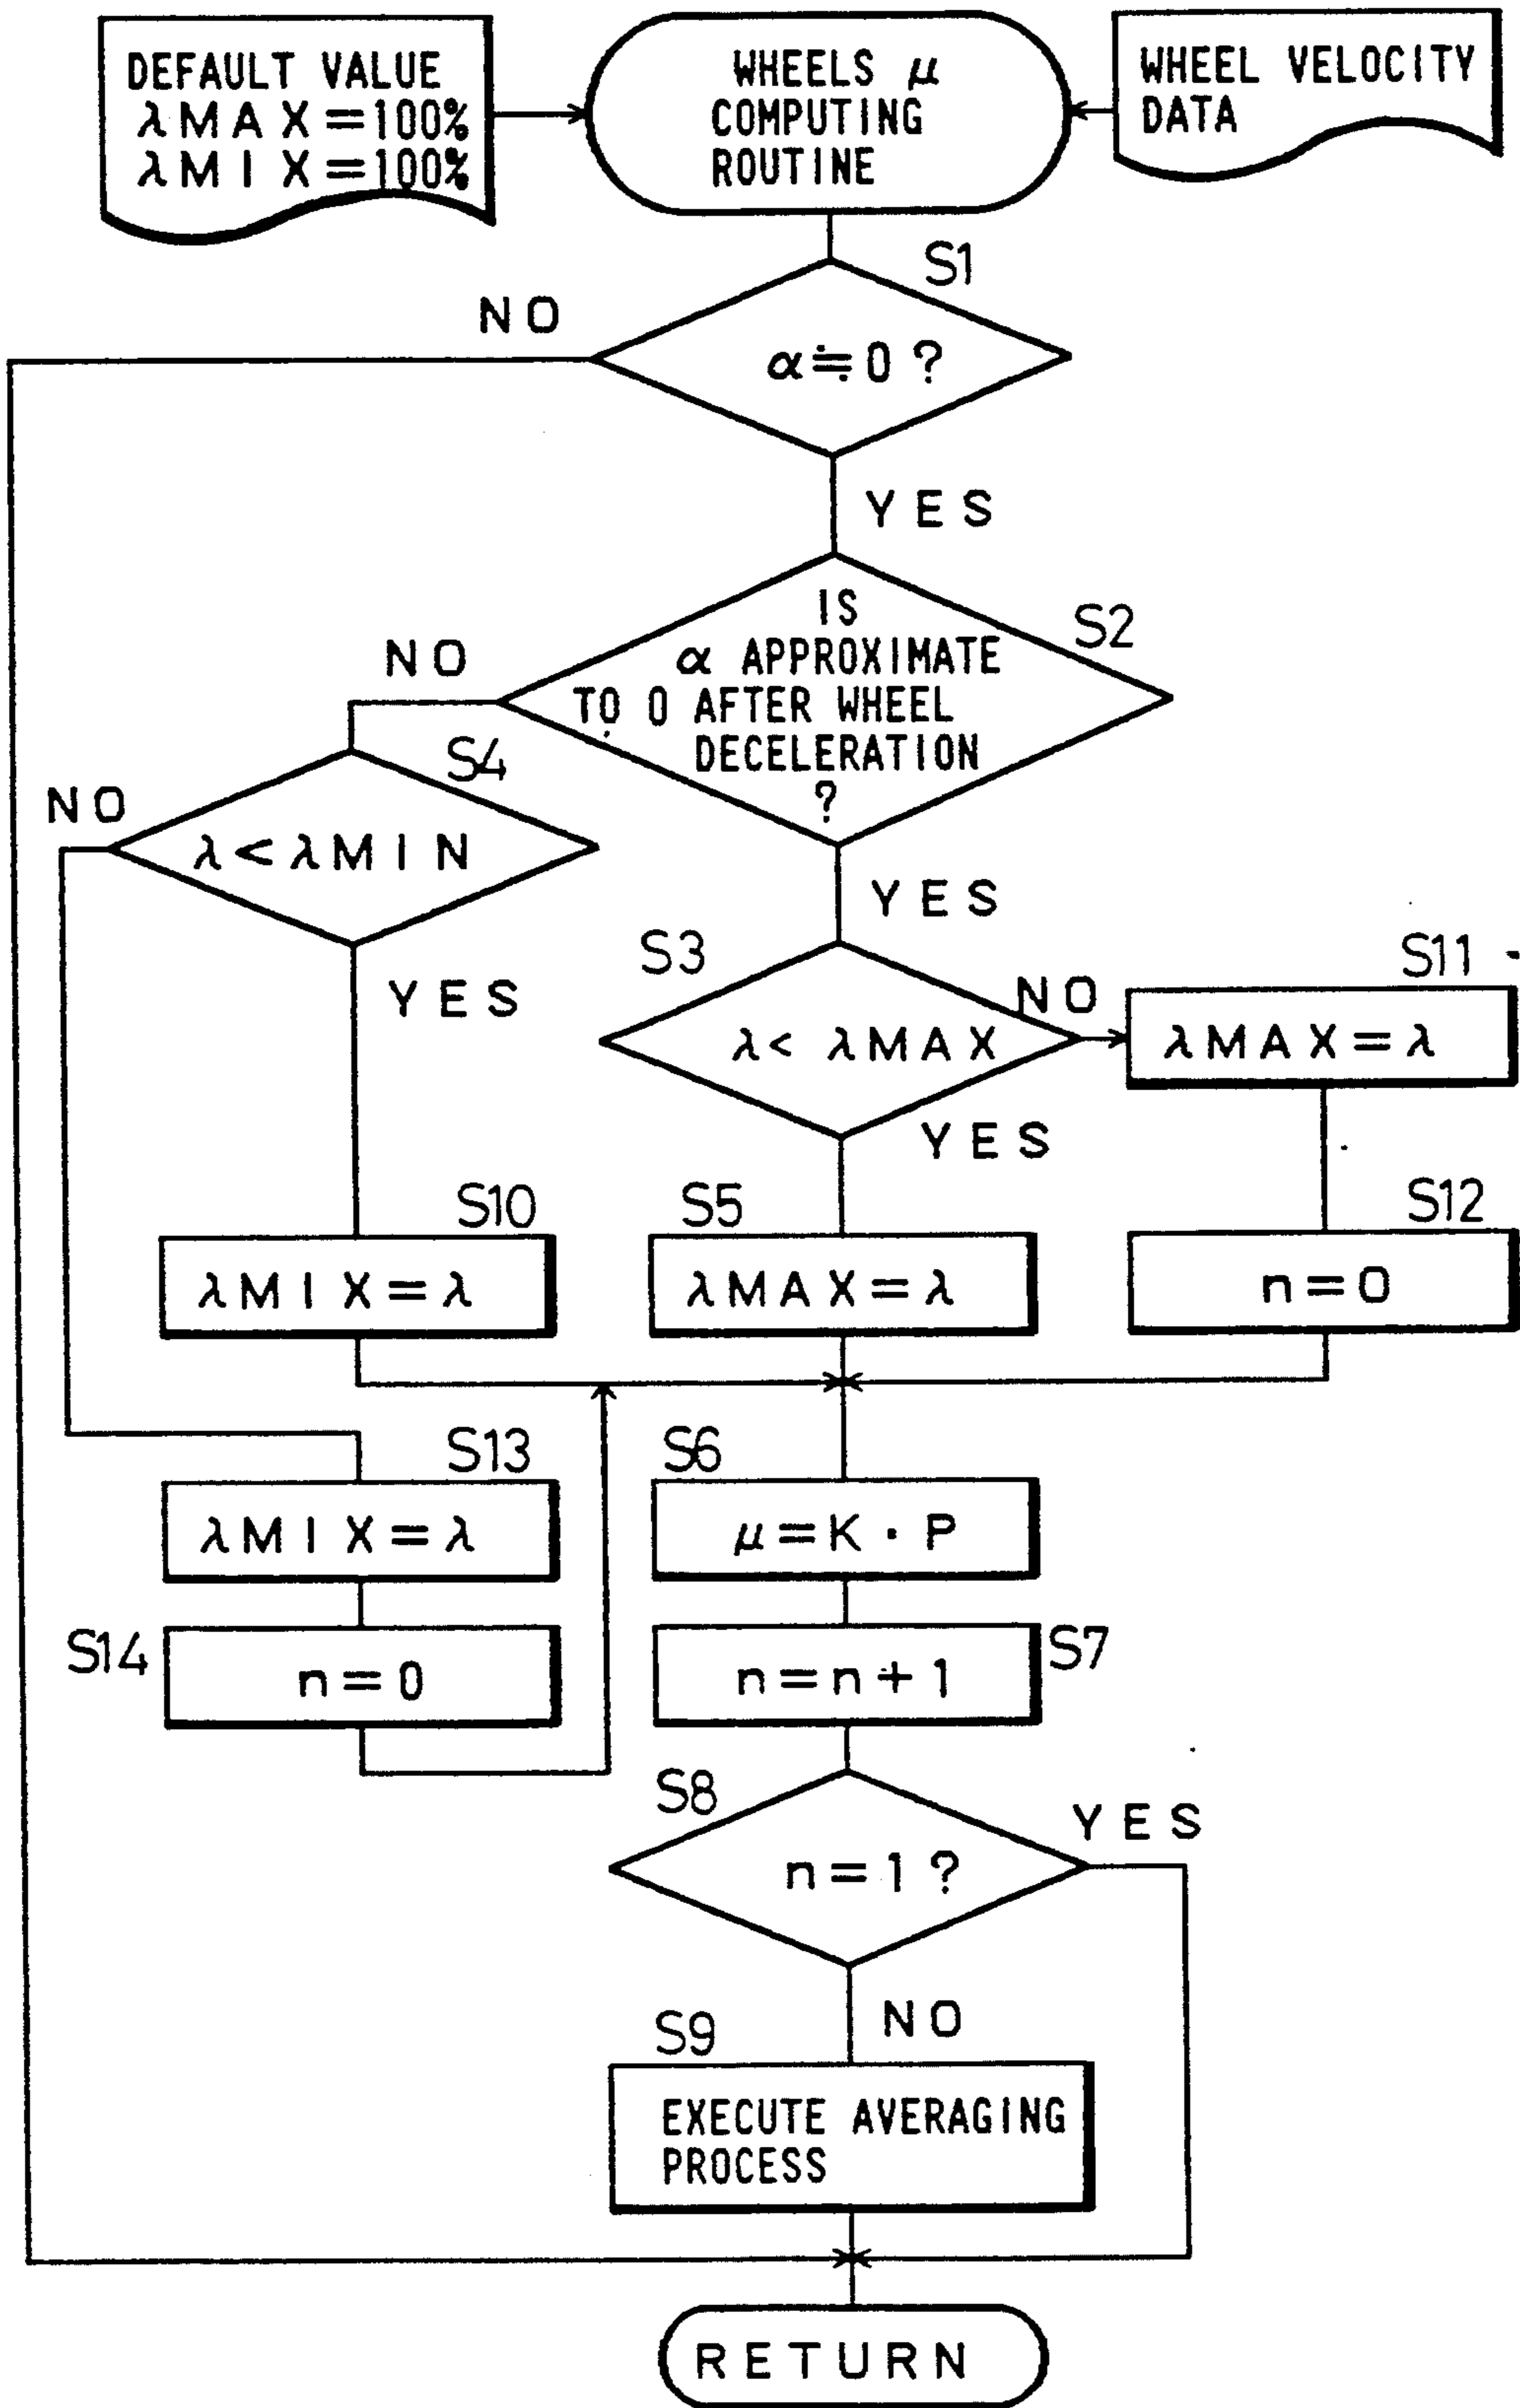 DEFAULT VALUE
λMAX=100%
λMIX=100%
WHEELS μ
COMPUTING
ROUTINE
WHEEL VELOCITY
DATA
S1
NO
α≒0?
YES
S2
NO
IS
α APPROXIMATE
TO 0 AFTER WHEEL
DECELERATION
?
S4
NO
λ<λMIN
YES
YES
S3
NO
λ< λMAX
YES
S11
λMAX=λ
S10
λMIX=λ
S5
λMAX=λ
S12
n=0
S13
λMIX=λ
S6
μ=K·P
S14
n=0
S7
n=n+1
S8
YES
n=1?
NO
S9
EXECUTE AVERAGING
PROCESS
RETURN